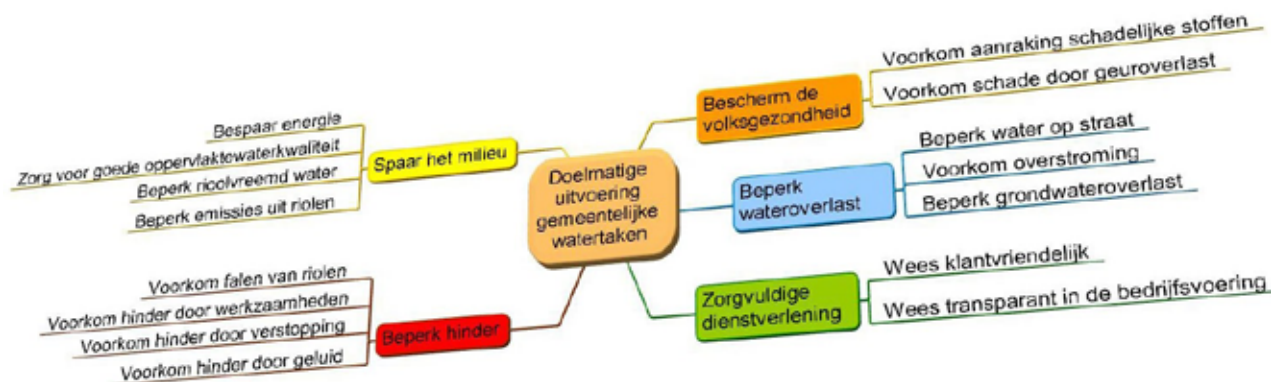 Doelmatige
uitvoering
gemeentelijke
watertaken
Bescherm de
volksgezondheid
Voorkom aanraking schadelijke stoffen
Voorkom schade door geuroverlast
Beperk
wateroverlast
Beperk water op straat
Voorkom overstroming
Beperk grondwateroverlast
Zorgvuldige
dienstverlening
Wees klantvriendelijk
Wees transparant in de bedrijfsvoering
Spaar het milieu
Bespaar energie
Zorg voor goede oppervlaktewaterkwaliteit
Beperk rioolvreemd water
Beperk emissies uit riolen
Beperk hinder
Voorkom falen van riolen
Voorkom hinder door werkzaamheden
Voorkom hinder door verstopping
Voorkom hinder door geluid